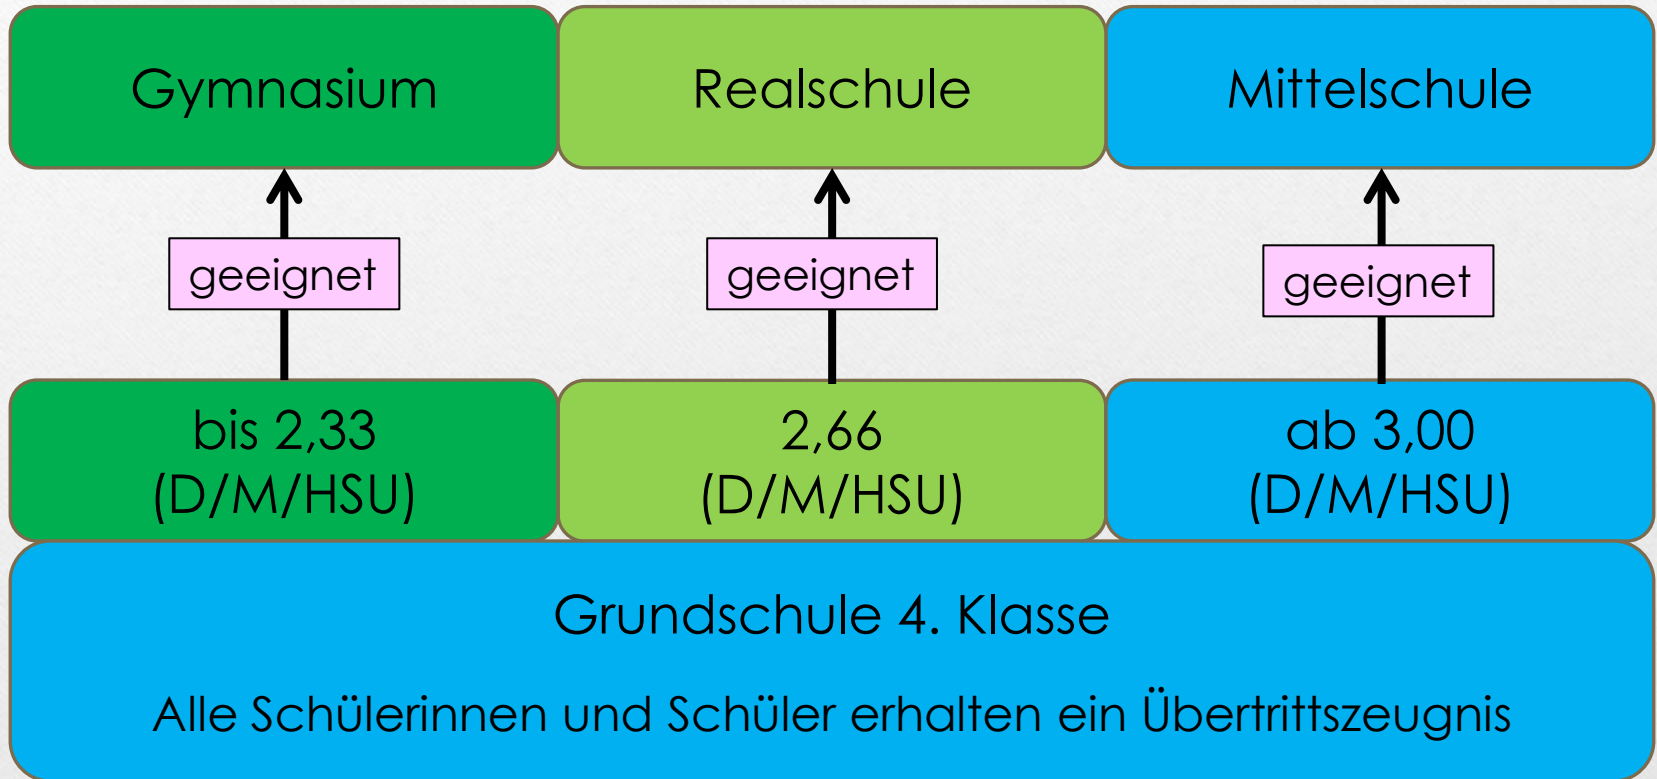 Gymnasium
Realschule
Mittelschule
geeignet
geeignet
geeignet
bis 2,33
(D/M/HSU)
2,66
(D/M/HSU)
ab 3,00
(D/M/HSU)
Grundschule 4. Klasse
Alle Schülerinnen und Schüler erhalten ein Übertrittszeugnis